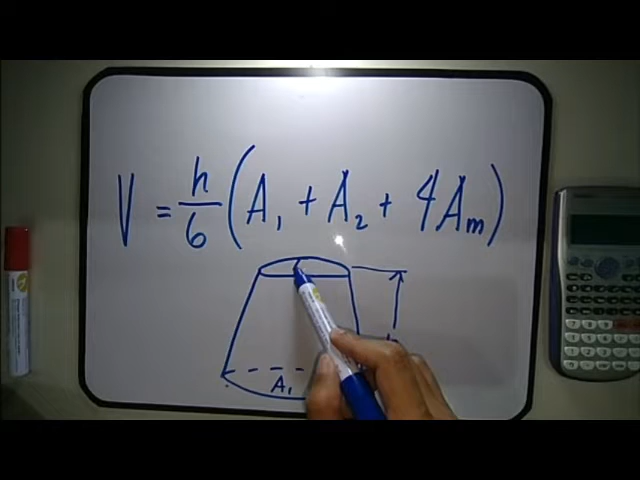 V = h/6 (A₁ + A₂ + 4Aₘ)
A₁